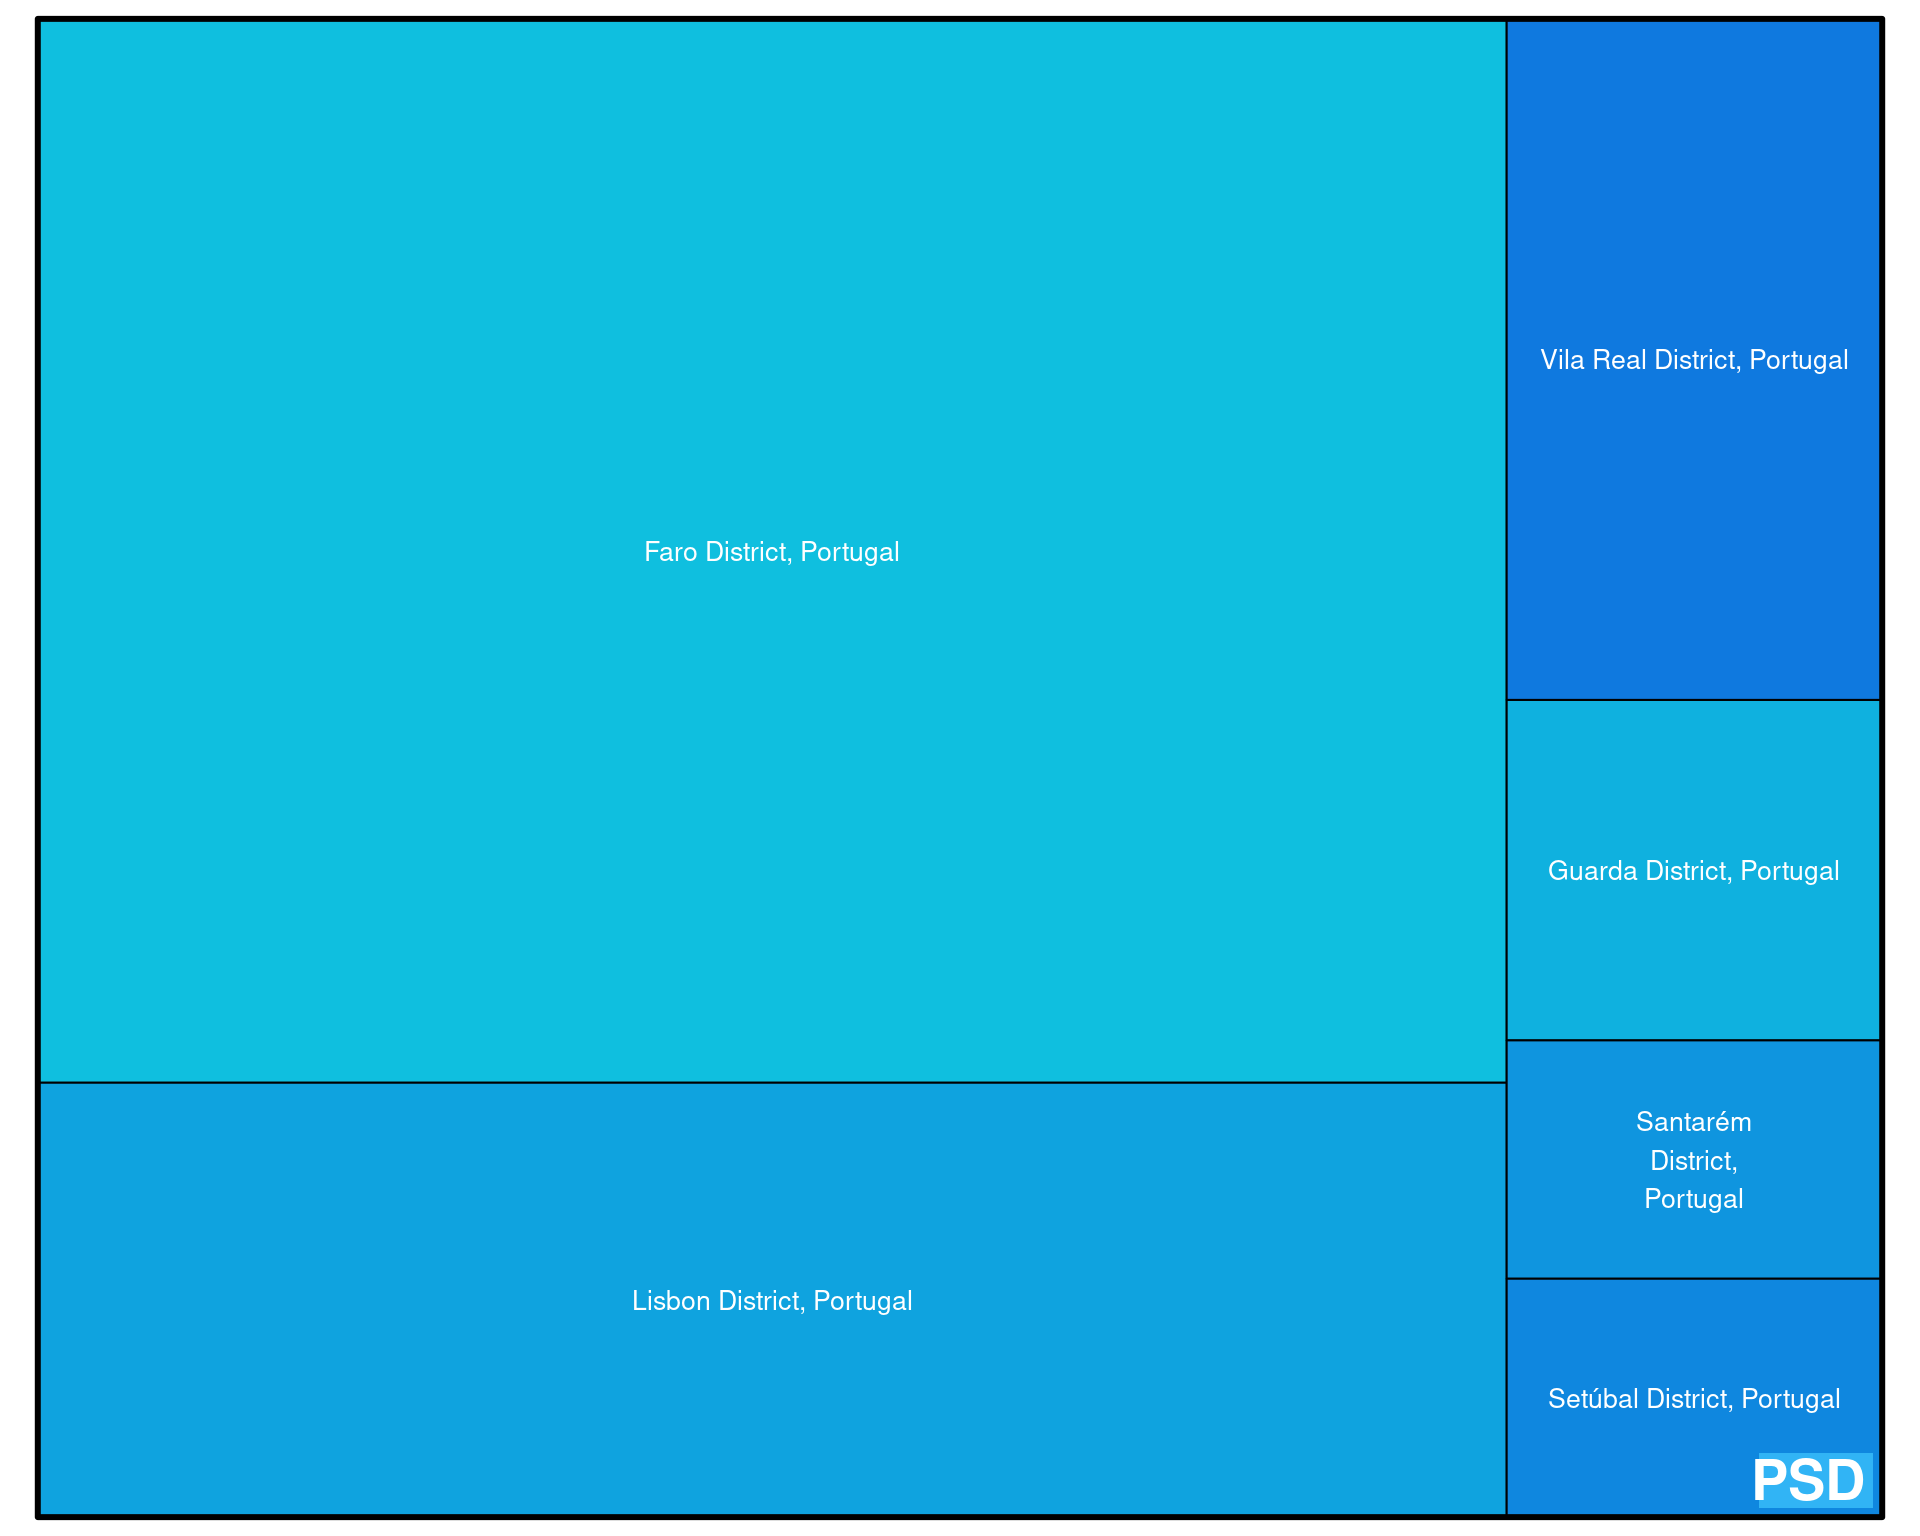 Faro District, Portugal
Vila Real District, Portugal
Guarda District, Portugal
Santarém
District,
Portugal
Lisbon District, Portugal
Setúbal District, Portugal
PSD